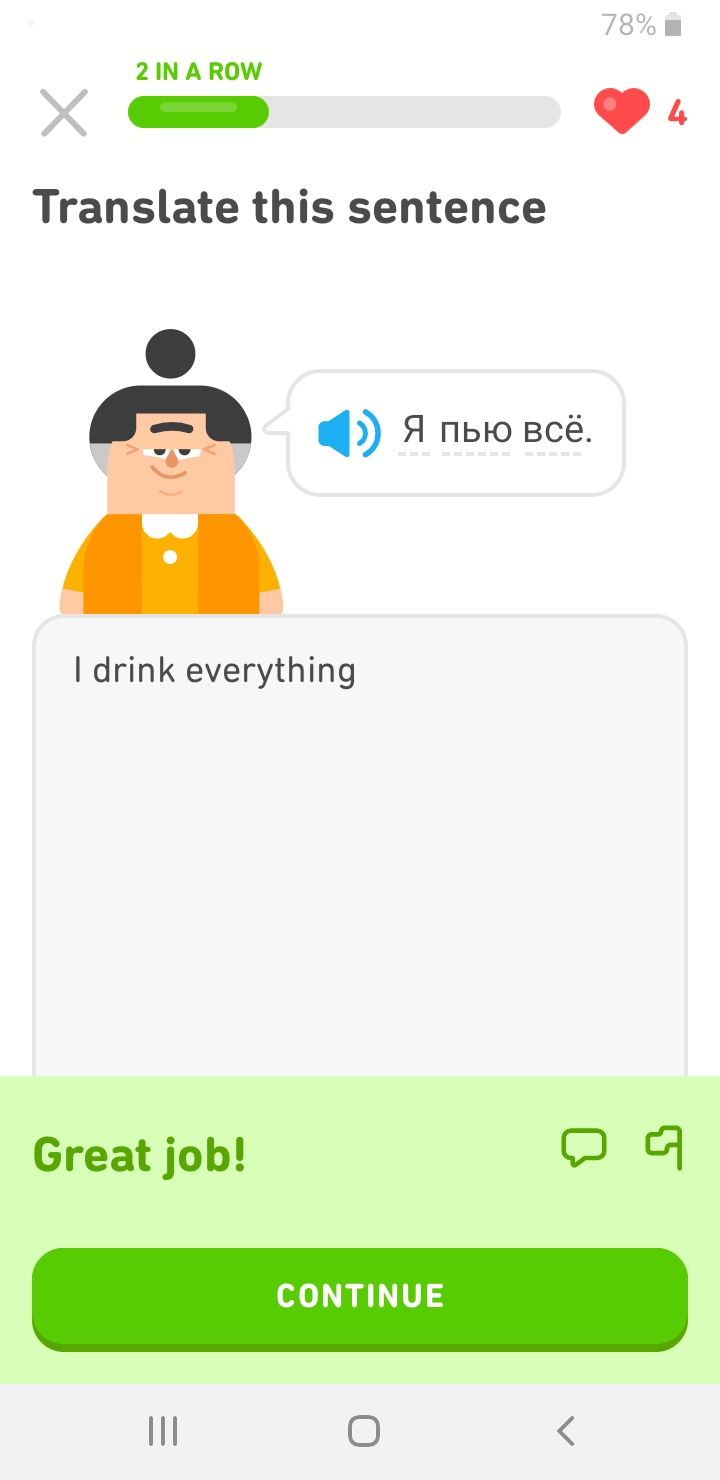 78%
2 IN A ROW
4
Translate this sentence
Я пью всё.
I drink everything
Great job!
CONTINUE